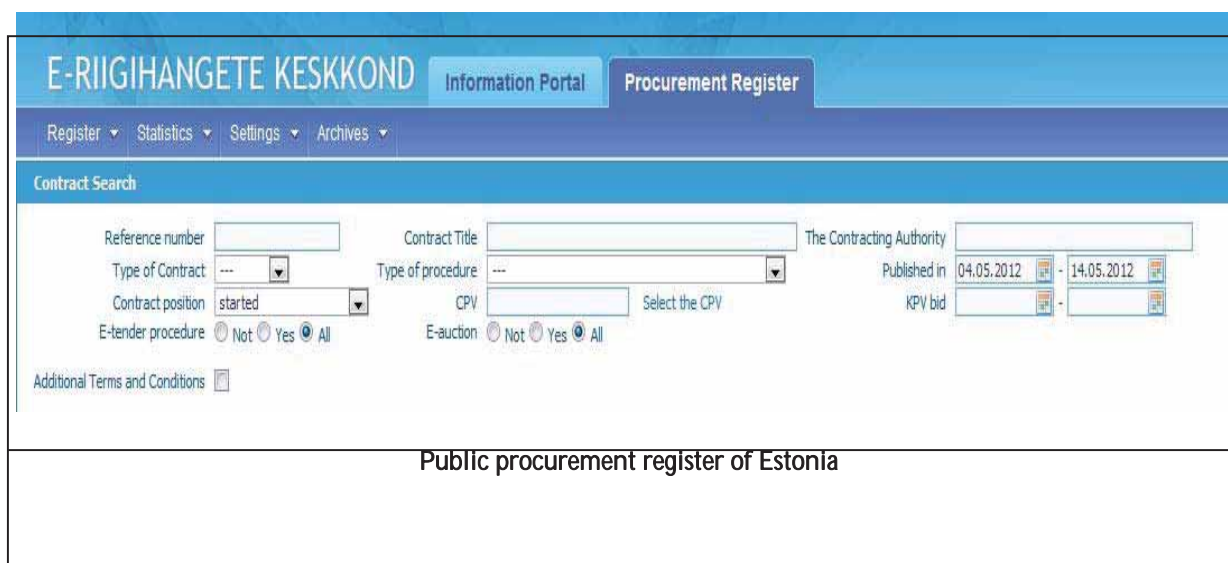 E-RIIGIHANGETE KESKKOND Information Portal Procurement Register
Register Statistics Settings Archives
Contract Search
Reference number Contract Title The Contracting Authority
Type of Contract --- Type of procedure --- Published in 04.05.2012 - 14.05.2012
Contract position started CPV Select the CPV KPV bid -
E-tender procedure Not Yes All E-auction Not Yes All
Additional Terms and Conditions
Public procurement register of Estonia